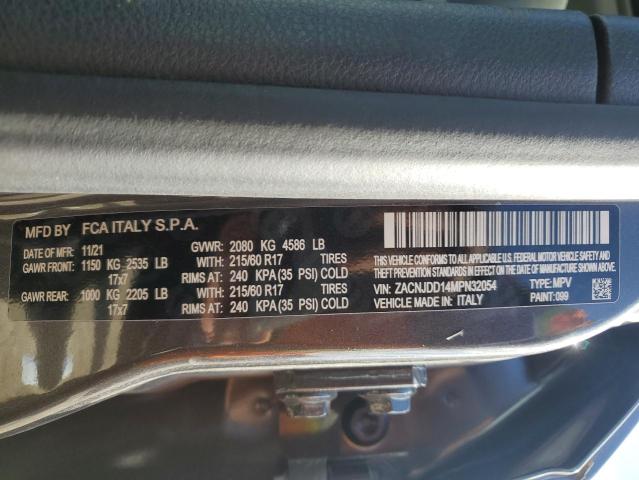 MFD BY FCA ITALY S.P.A.
DATE OF MFR: 11/21 GVWR: 2080 KG 4586 LB
GAWR FRONT: 1150 KG 2535 LB WITH: 215/60 R17 TIRES
17x7 RIMS AT: 240 KPA (35 PSI) COLD
GAWR REAR: 1000 KG 2205 LB WITH: 215/60 R17 TIRES
17x7 RIMS AT: 240 KPA (35 PSI) COLD
THIS VEHICLE CONFORMS TO ALL APPLICABLE FEDERAL MOTOR VEHICLE SAFETY
AND THEFT PREVENTION STANDARDS IN EFFECT ON THE DATE OF MANUFACTURE SHOWN ABOVE
VIN: ZACNJDD14MPN32054 TYPE: MPV
VEHICLE MADE IN: ITALY PAINT: 099